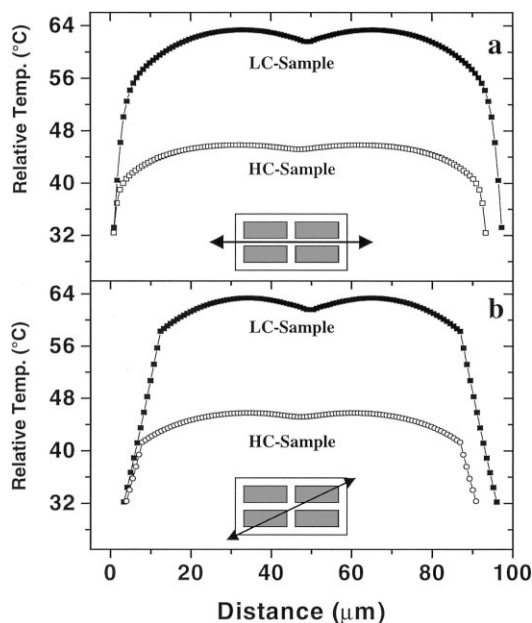 64
56
48
40
32
Relative Temp. (°C)
a
LC-Sample
HC-Sample
64
56
48
40
32
Relative Temp. (°C)
b
LC-Sample
HC-Sample
0 20 40 60 80 100
Distance (μm)